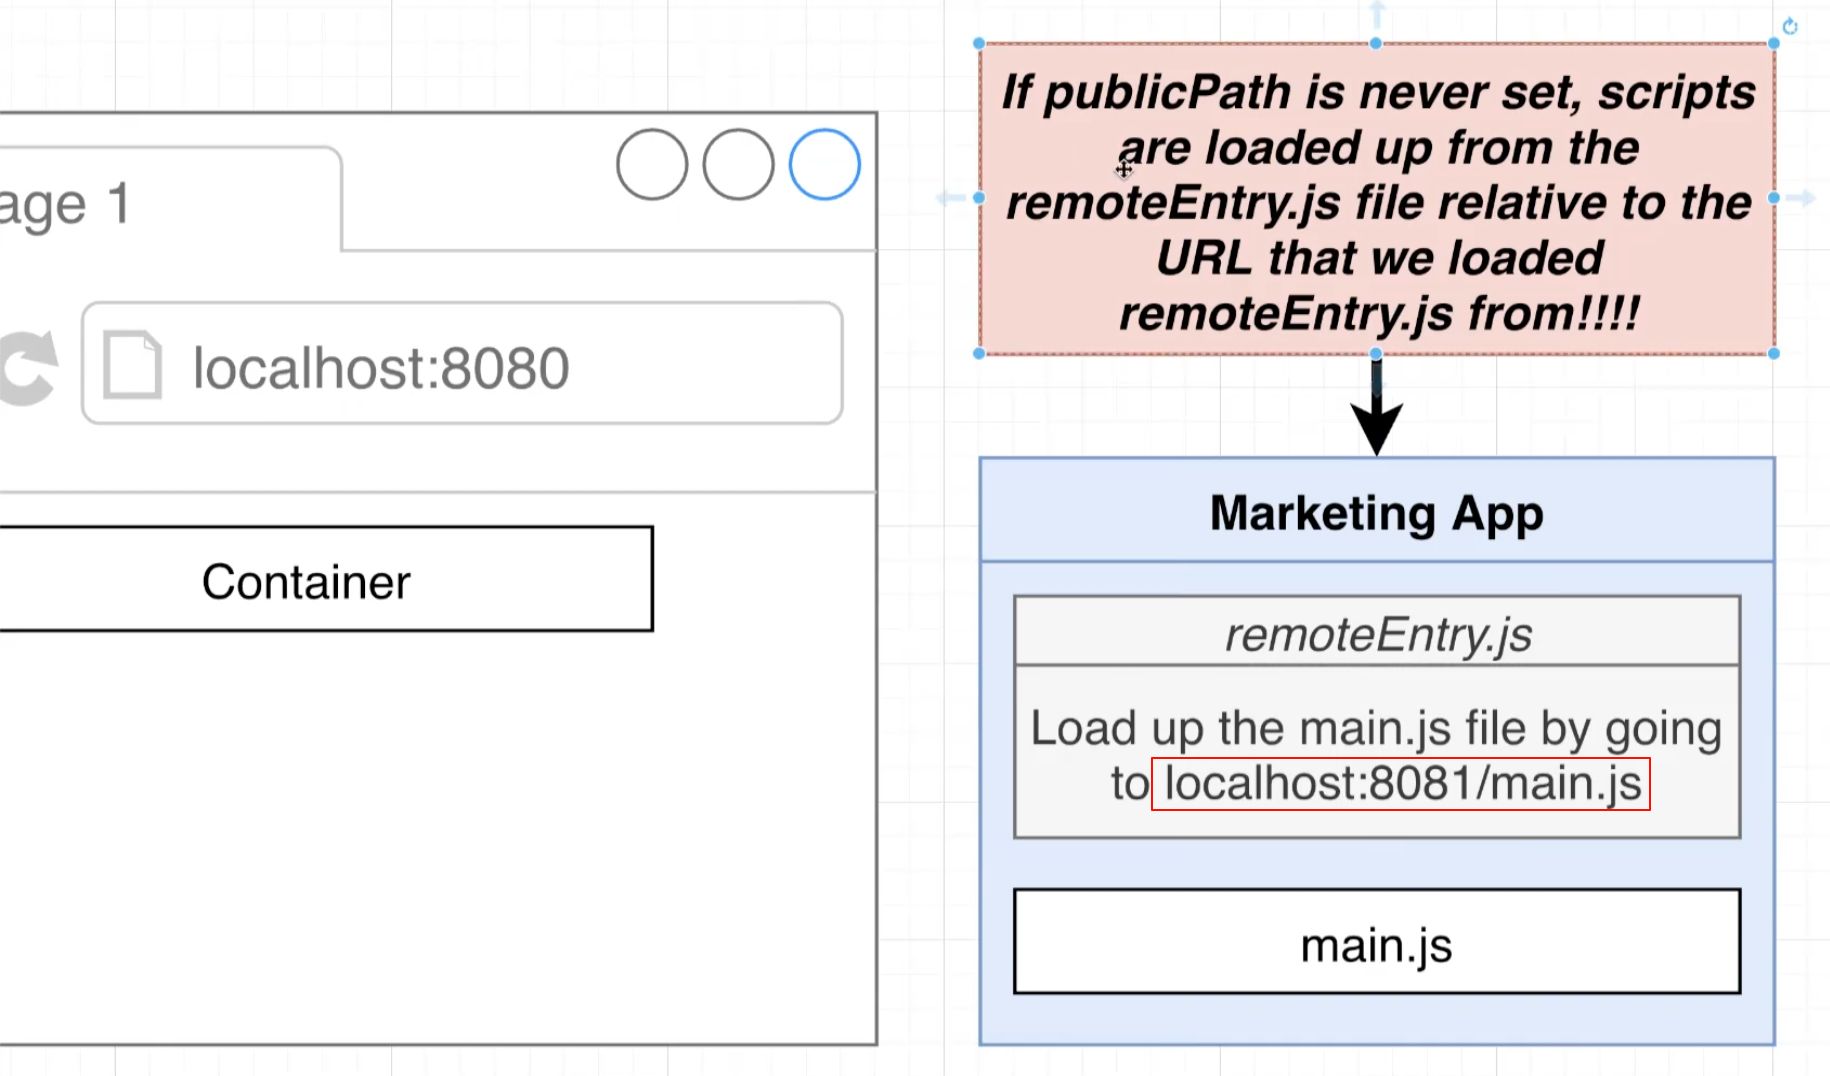 If publicPath is never set, scripts
are loaded up from the
remoteEntry.js file relative to the
URL that we loaded
remoteEntry.js from!!!!
age 1
localhost:8080
Container
Marketing App
remoteEntry.js
Load up the main.js file by going
to localhost:8081/main.js
main.js